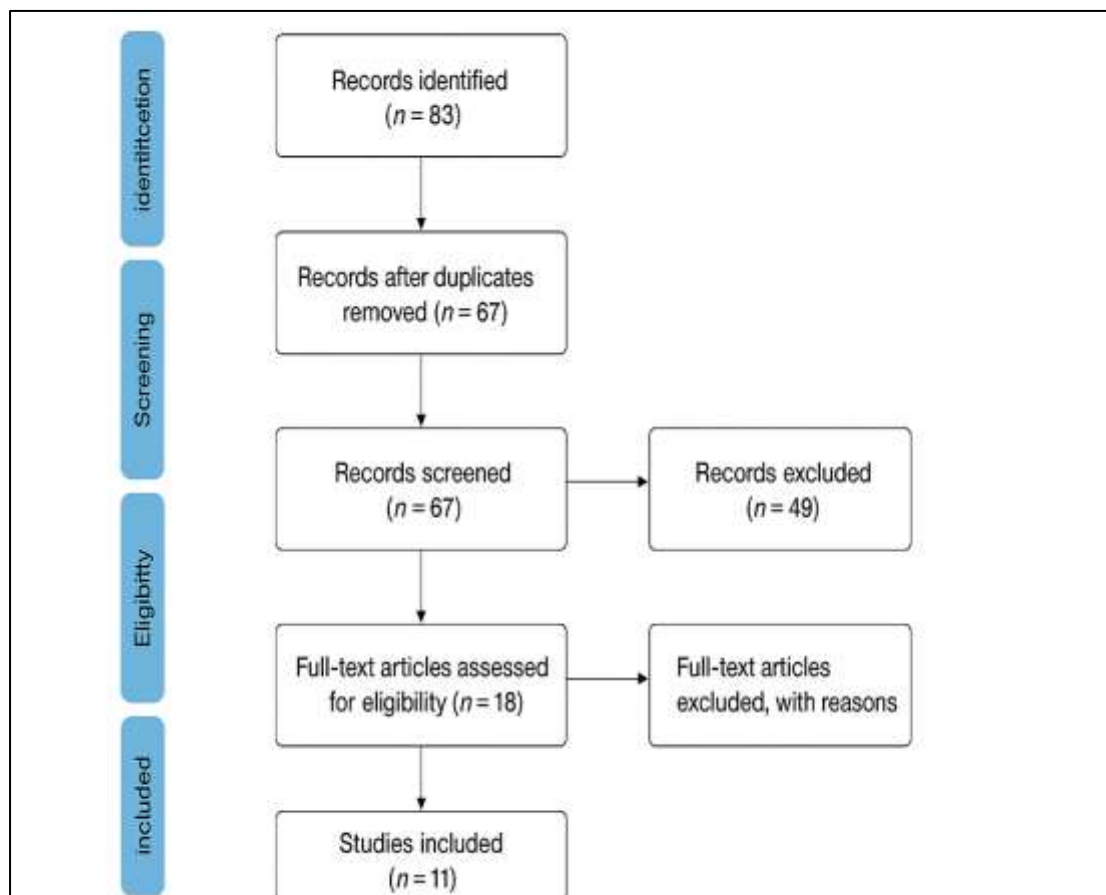 identittcetion
Records identified
(n = 83)
Screening
Records after duplicates
removed (n = 67)
Records screened
(n = 67)
Records excluded
(n = 49)
Eligibitty
Full-text articles assessed
for eligibility (n = 18)
Full-text articles
excluded, with reasons
included
Studies included
(n = 11)